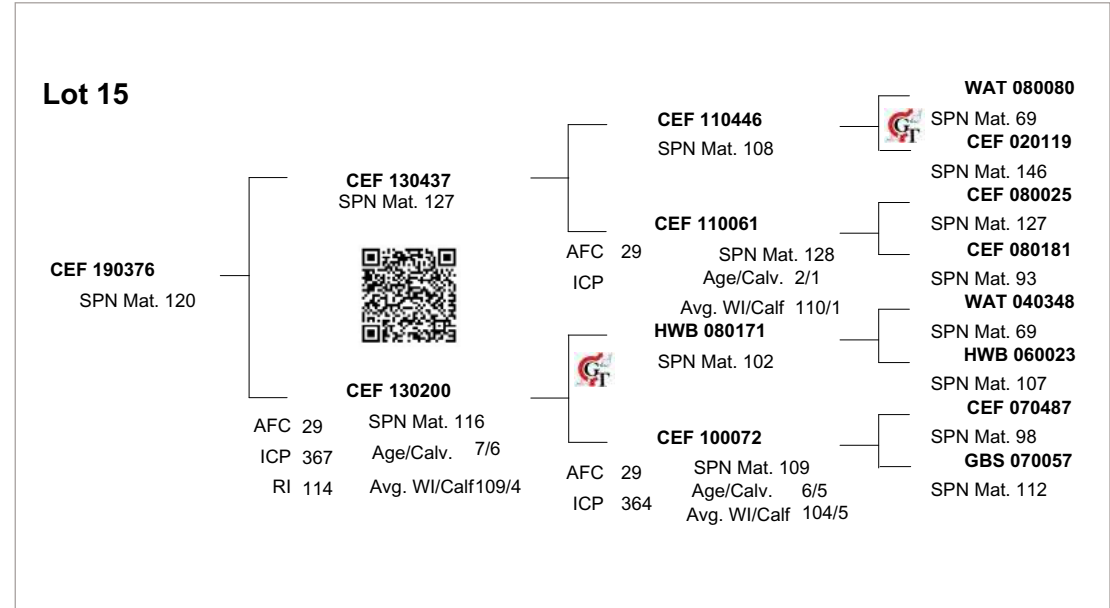 Lot 15
CEF 190376
SPN Mat. 120
CEF 130437
SPN Mat. 127
CEF 130200
AFC 29 SPN Mat. 116
ICP 367 Age/Calv. 7/6
RI 114 Avg. WI/Calf109/4
CEF 110446
SPN Mat. 108
CEF 110061
AFC 29 SPN Mat. 128
ICP Age/Calv. 2/1
Avg. WI/Calf 110/1
GT
HWB 080171
SPN Mat. 102
CEF 100072
AFC 29 SPN Mat. 109
ICP 364 Age/Calv. 6/5
Avg. WI/Calf 104/5
GT
WAT 080080
SPN Mat. 69
CEF 020119
SPN Mat. 146
CEF 080025
SPN Mat. 127
CEF 080181
SPN Mat. 93
WAT 040348
SPN Mat. 69
HWB 060023
SPN Mat. 107
CEF 070487
SPN Mat. 98
GBS 070057
SPN Mat. 112